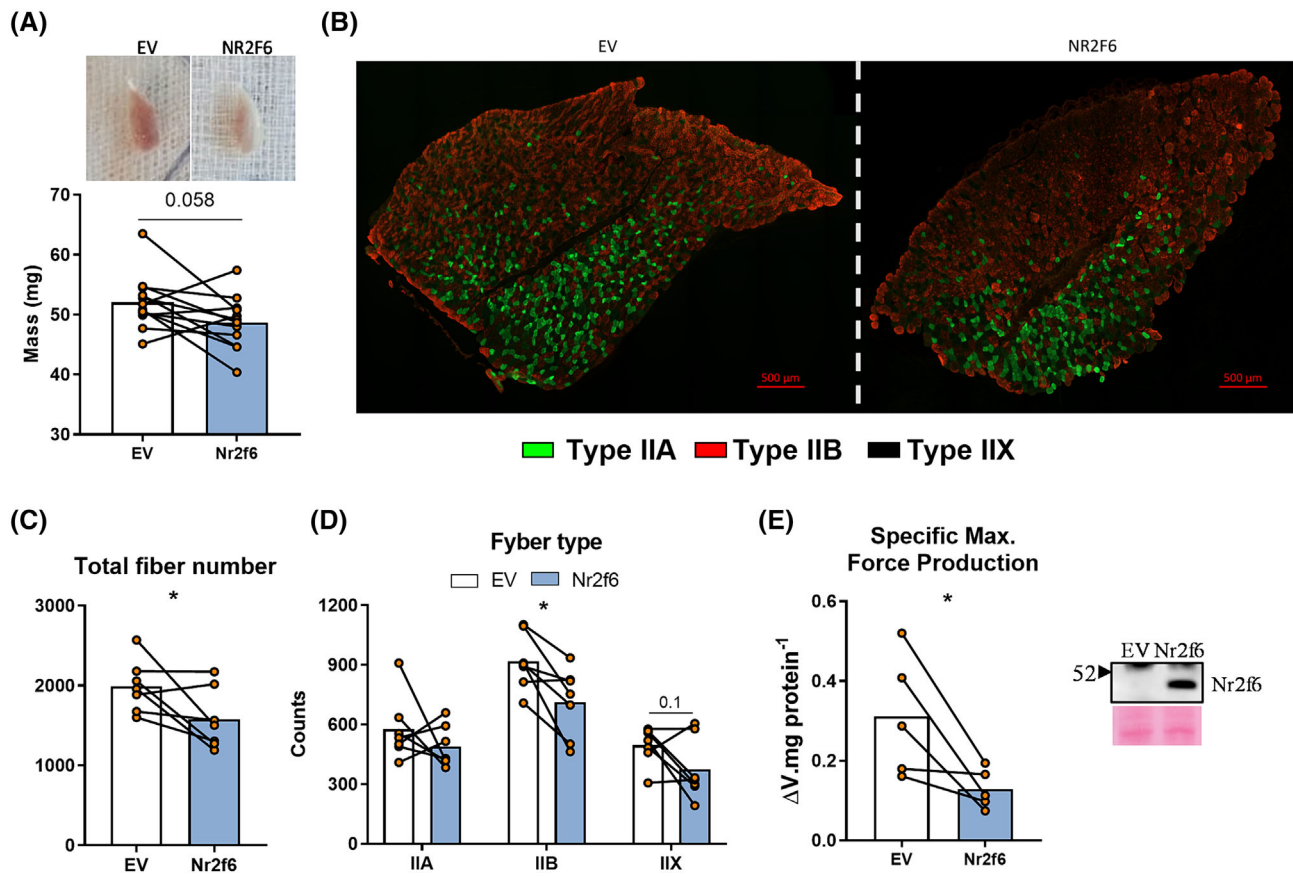 (A)
EV NR2F6
70
60
50
40
30
Mass (mg)
0.058
EV Nr2f6
(B)
EV NR2F6
500 µm 500 µm
Type IIA Type IIB Type IIX
(C)
Total fiber number
*
3000
2000
1000
0
EV Nr2f6
(D)
Fyber type
EV Nr2f6
*
0.1
1200
900
600
300
0
Counts
IIA IIB IIX
(E)
Specific Max.
Force Production
*
0.6
0.4
0.2
0.0
ΔV.mg protein⁻¹
EV Nr2f6
EV Nr2f6
52
Nr2f6